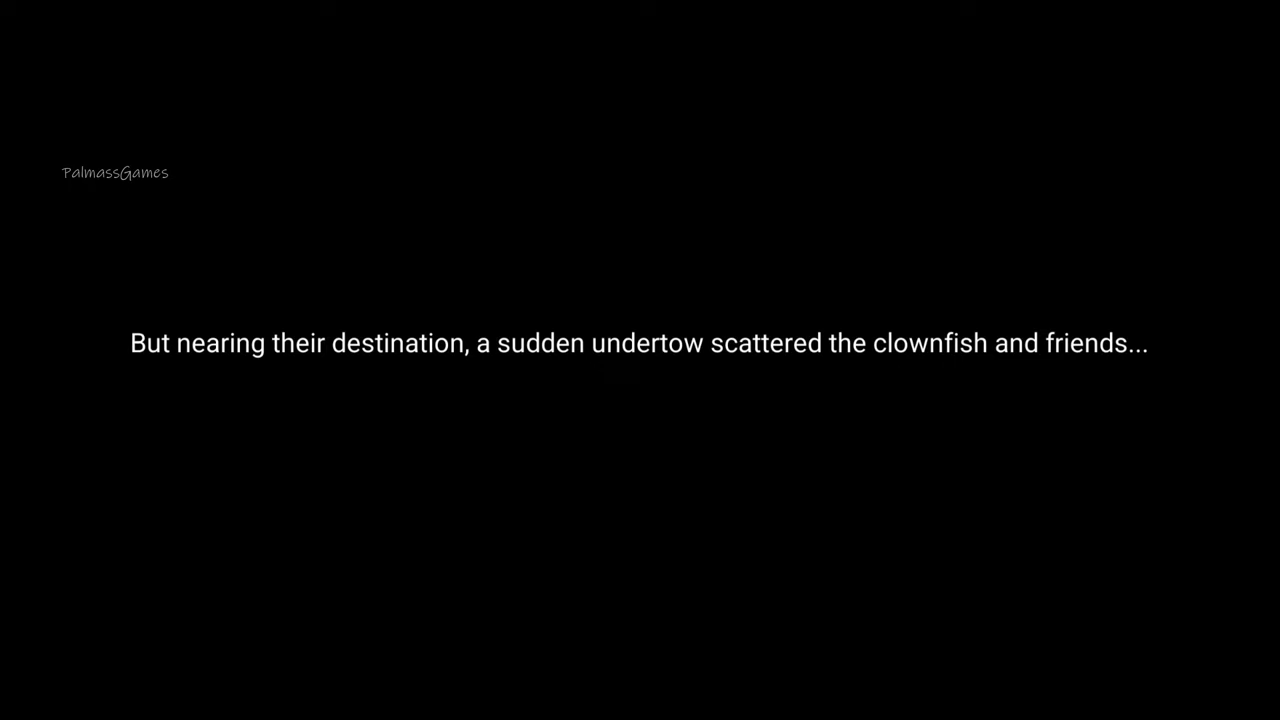 PalmassGames
But nearing their destination, a sudden undertow scattered the clownfish and friends...